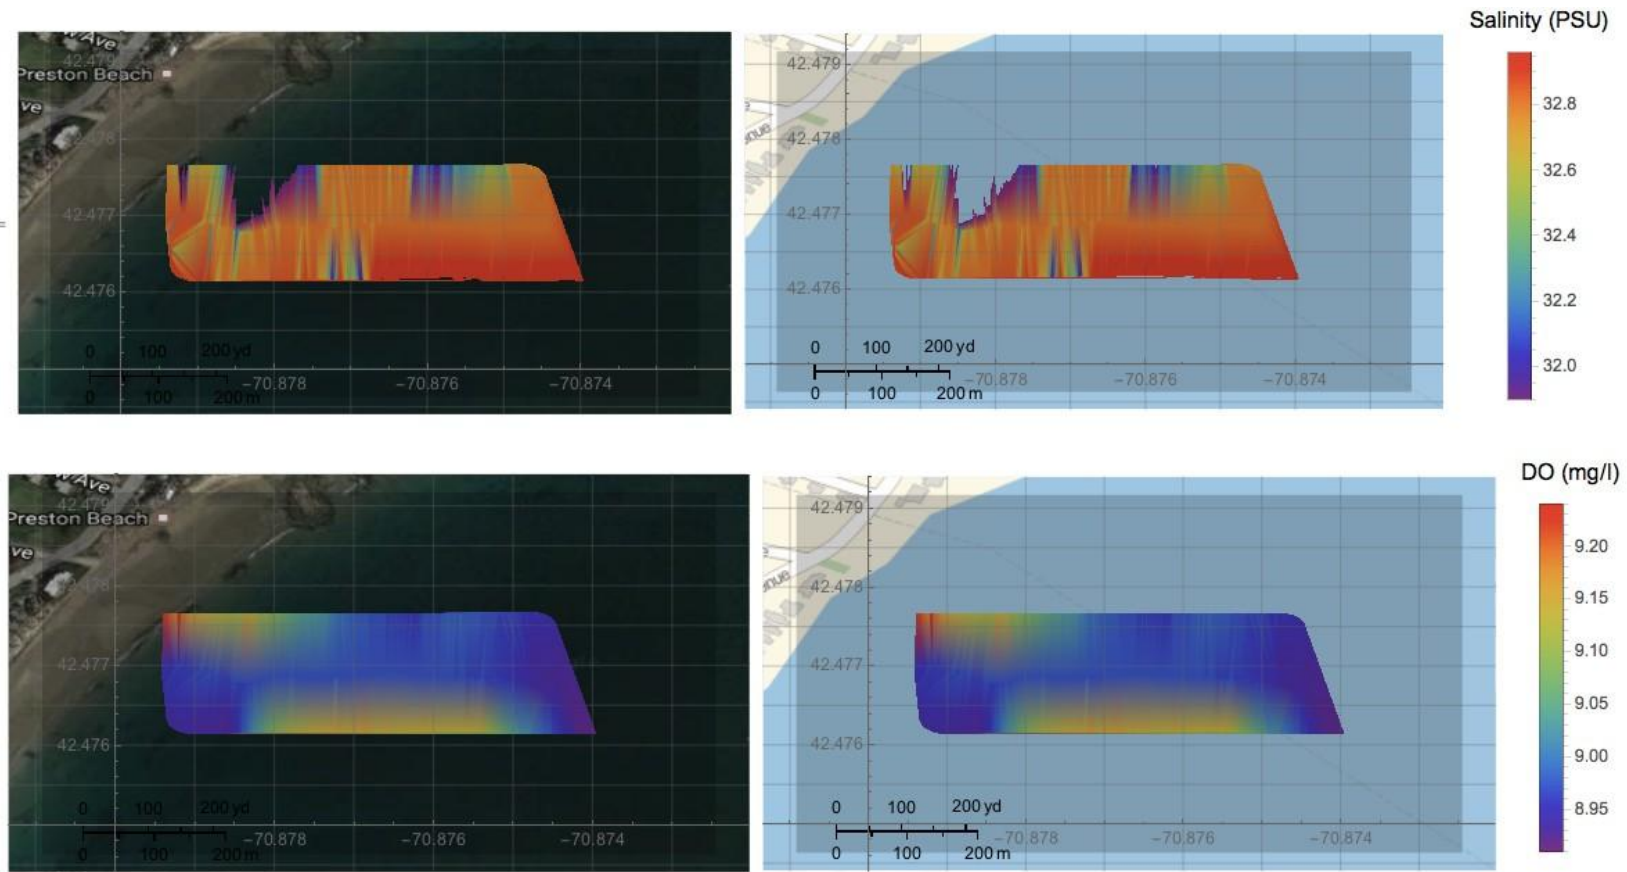 Salinity (PSU)
w Ave
42.479
Preston Beach
ve
42.478
42.477
42.476
0 100 200 yd
0 100 200 m
−70.878 −70.876 −70.874
42.479
42.478
nue
42.477
42.476
0 100 200 yd
0 100 200 m
−70.878 −70.876 −70.874
32.8
32.6
32.4
32.2
32.0
DO (mg/l)
w Ave
42.479
Preston Beach
ve
42.478
42.477
42.476
0 100 200 yd
0 100 200 m
−70.878 −70.876 −70.874
42.479
42.478
enue
42.477
42.476
0 100 200 yd
0 100 200 m
−70.878 −70.876 −70.874
9.20
9.15
9.10
9.05
9.00
8.95